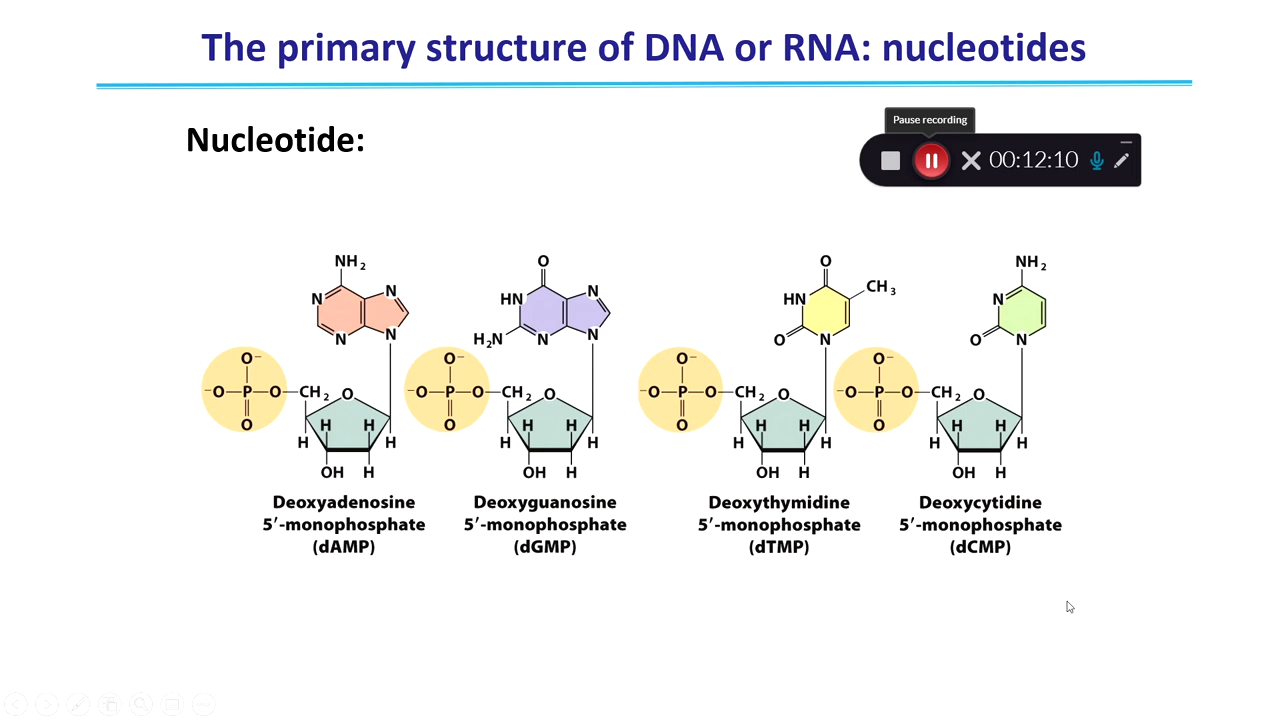 The primary structure of DNA or RNA: nucleotides
Nucleotide:
Pause recording
00:12:10
NH₂
N
N
N
N
O⁻
⁻O—P—O—CH₂
O
O
H
H
H
H
OH
H
Deoxyadenosine
5′-monophosphate
(dAMP)
O
HN
N
H₂N
N
N
O⁻
⁻O—P—O—CH₂
O
O
H
H
H
H
OH
H
Deoxyguanosine
5′-monophosphate
(dGMP)
O
CH₃
HN
O
N
O⁻
⁻O—P—O—CH₂
O
O
H
H
H
H
OH
H
Deoxythymidine
5′-monophosphate
(dTMP)
NH₂
N
O
N
O⁻
⁻O—P—O—CH₂
O
O
H
H
H
H
OH
H
Deoxycytidine
5′-monophosphate
(dCMP)